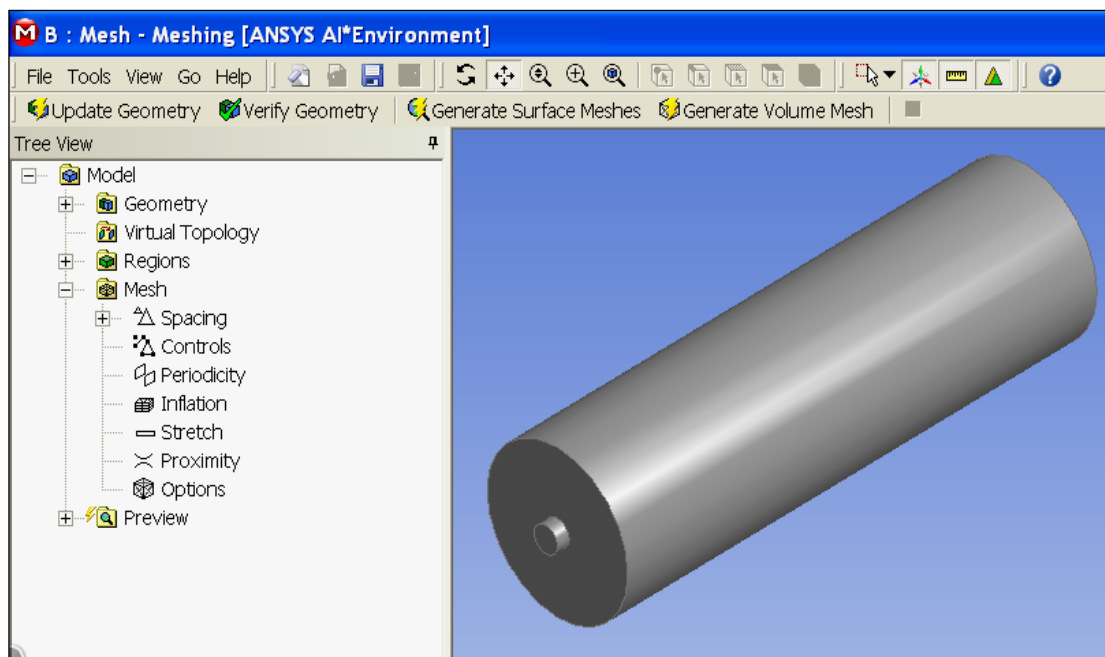 B : Mesh - Meshing [ANSYS AI*Environment]
File Tools View Go Help
Update Geometry Verify Geometry Generate Surface Meshes Generate Volume Mesh
Tree View
Model
Geometry
Virtual Topology
Regions
Mesh
Spacing
Controls
Periodicity
Inflation
Stretch
Proximity
Options
Preview